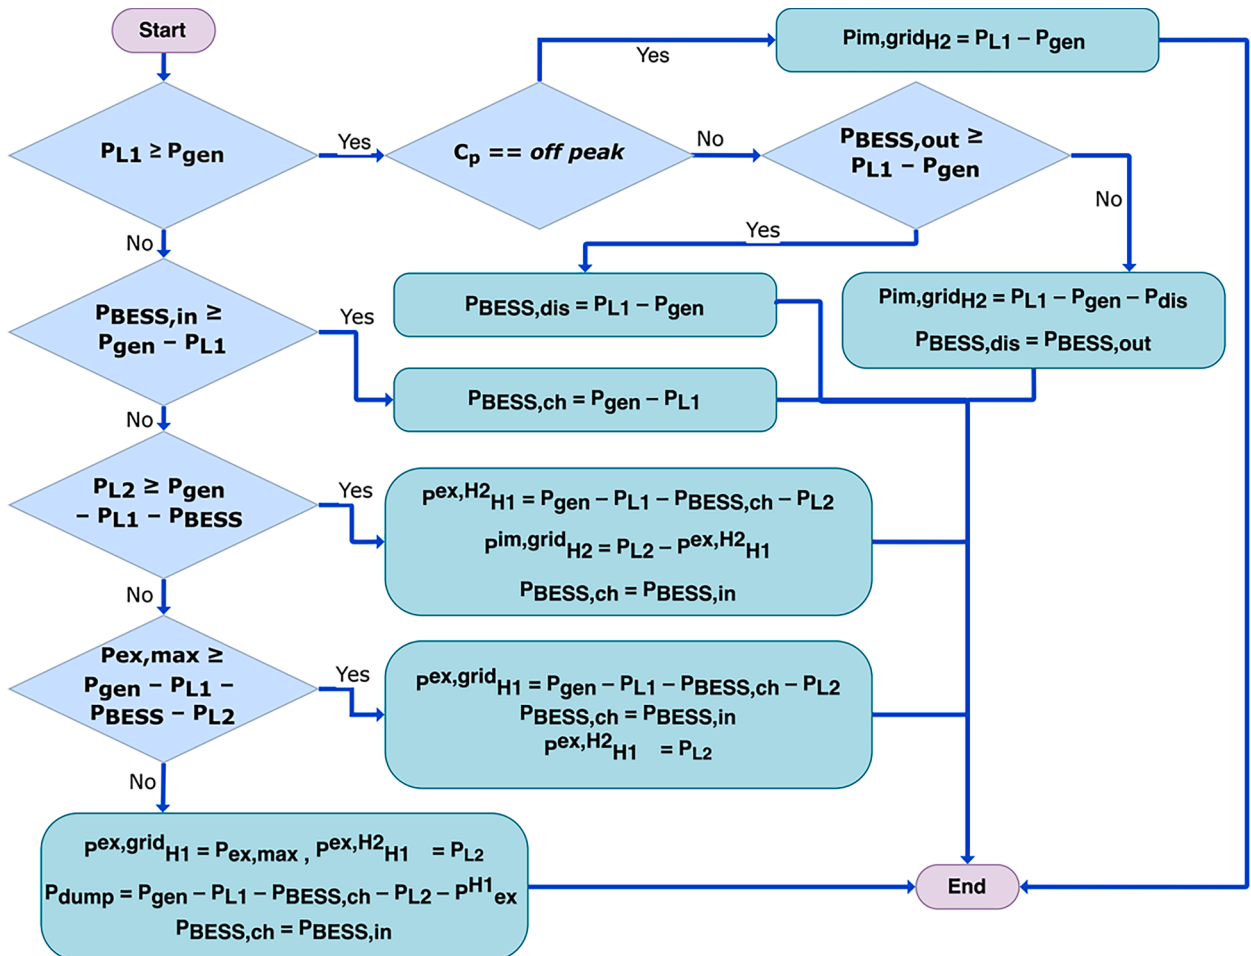 Start
Pim,gridH2 = PL1 − Pgen
Yes
PL1 ≥ Pgen
Yes
Cp == off peak
No
PBESS,out ≥
PL1 − Pgen
No
Yes
No
PBESS,in ≥
Pgen − PL1
Yes
PBESS,dis = PL1 − Pgen
Pim,gridH2 = PL1 − Pgen − Pdis
PBESS,dis = PBESS,out
PBESS,ch = Pgen − PL1
No
PL2 ≥ Pgen
− PL1 − PBESS
Yes
Pex,H2H1 = Pgen − PL1 − PBESS,ch − PL2
Pim,gridH2 = PL2 − Pex,H2H1
PBESS,ch = PBESS,in
No
Pex,max ≥
Pgen − PL1 −
PBESS − PL2
Yes
Pex,gridH1 = Pgen − PL1 − PBESS,ch − PL2
PBESS,ch = PBESS,in
Pex,H2H1 = PL2
No
Pex,gridH1 = Pex,max , Pex,H2H1 = PL2
Pdump = Pgen − PL1 − PBESS,ch − PL2 − PH1ex
PBESS,ch = PBESS,in
End